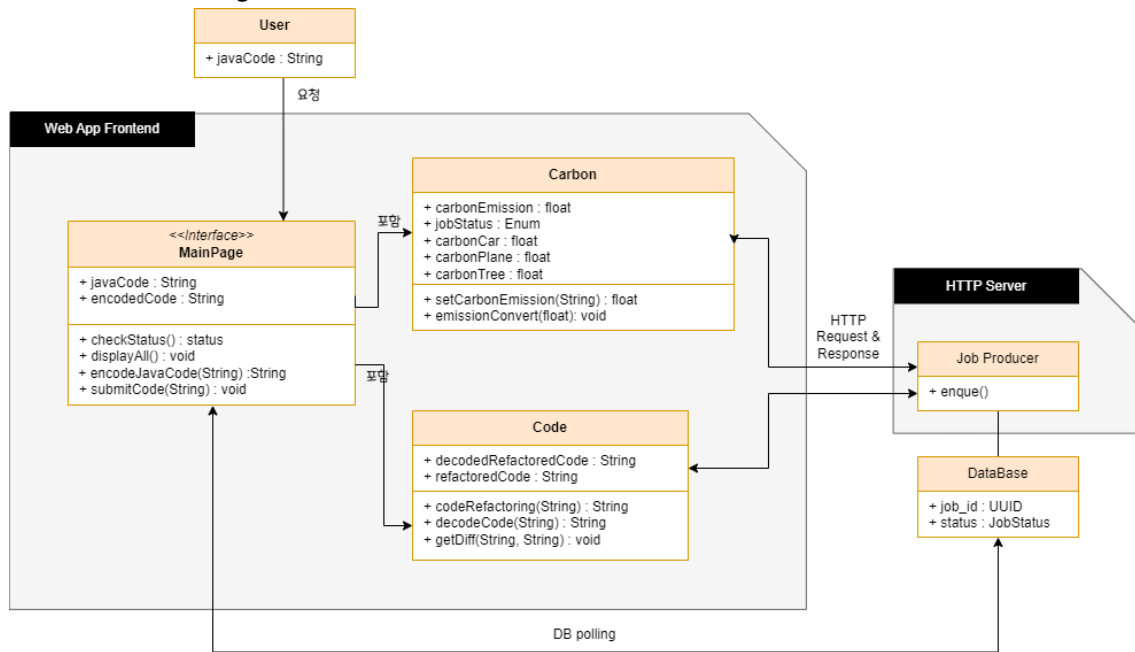 g
User
+ javaCode : String
요청
Web App Frontend
Carbon
+ carbonEmission : float
+ jobStatus : Enum
+ carbonCar : float
+ carbonPlane : float
+ carbonTree : float
+ setCarbonEmission(String) : float
+ emissionConvert(float): void
포함
<<Interface>>
MainPage
+ javaCode : String
+ encodedCode : String
+ checkStatus() : status
+ displayAll() : void
+ encodeJavaCode(String) :String
+ submitCode(String) : void
포함
HTTP Server
HTTP
Request &
Response
Job Producer
+ enque()
Code
+ decodedRefactoredCode : String
+ refactoredCode : String
+ codeRefactoring(String) : String
+ decodeCode(String) : String
+ getDiff(String, String) : void
DataBase
+ job_id : UUID
+ status : JobStatus
DB polling